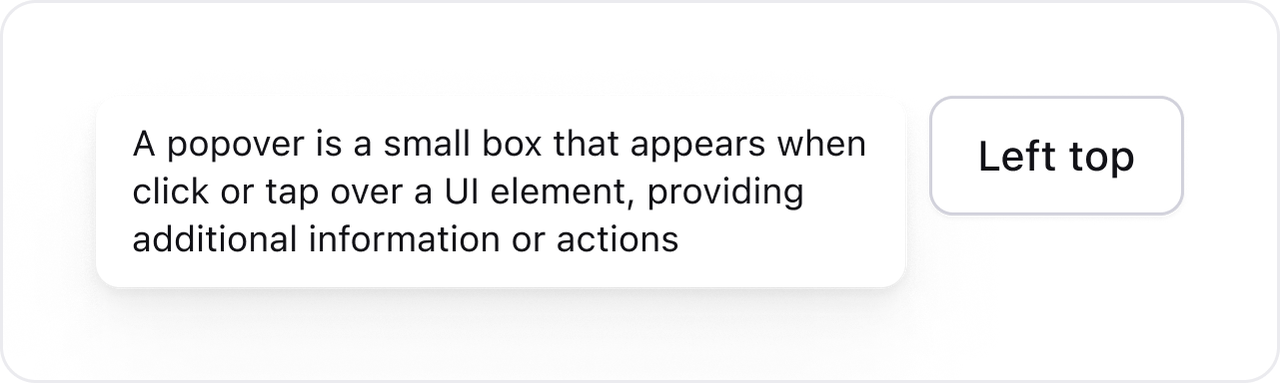 A popover is a small box that appears when
click or tap over a UI element, providing
additional information or actions
Left top